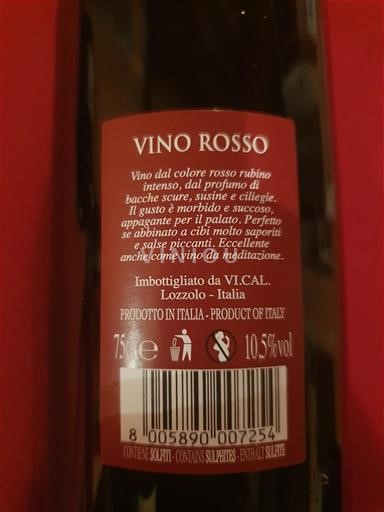 VINO ROSSO
Vino dal colore rosso rubino
intenso, dal profumo di
bacche scure, susine e ciliegie.
Il gusto è morbido e succoso,
appagante per il palato. Perfetto
se abbinato a cibi molto saporiti
e salse piccanti. Eccellente
anche come vino da meditazione.
Imbottigliato da VI.CAL.
Lozzolo - Italia
PRODOTTO IN ITALIA - PRODUCT OF ITALY
10.5%vol
8 005890 007254
CONTIENE SOLFITI - CONTAINS SULPHITES - ENTHALT SULFITE